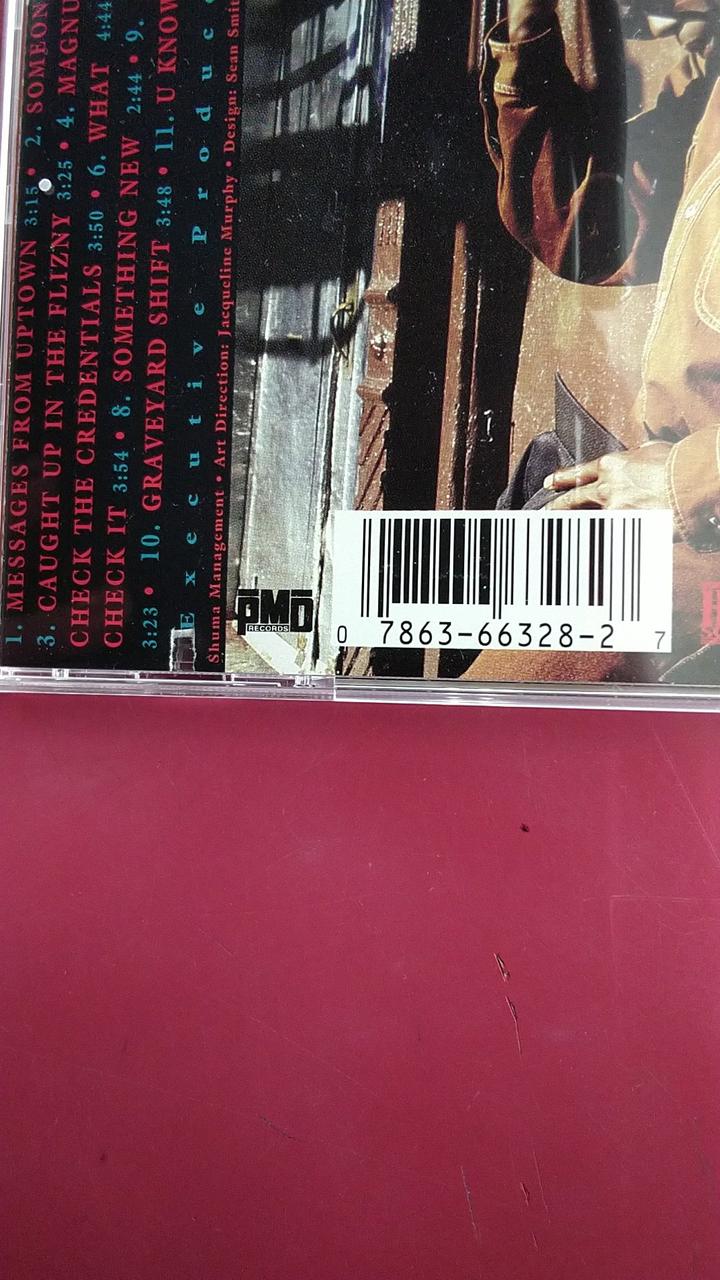 1. MESSAGES FROM UPTOWN 3:15 • 2. SOMEON
3. CAUGHT UP IN THE FLIZNY 3:25 • 4. MAGNU
CHECK THE CREDENTIALS 3:50 • 6. WHAT 4:44
CHECK IT 3:54 • 8. SOMETHING NEW 2:44 • 9.
3:23 • 10. GRAVEYARD SHIFT 3:48 • 11. U KNOW
Executive Produc
Shuma Management • Art Direction: Jacqueline Murphy • Design: Sean Smit
PMD
RECORDS
0 7863-66328-2 7